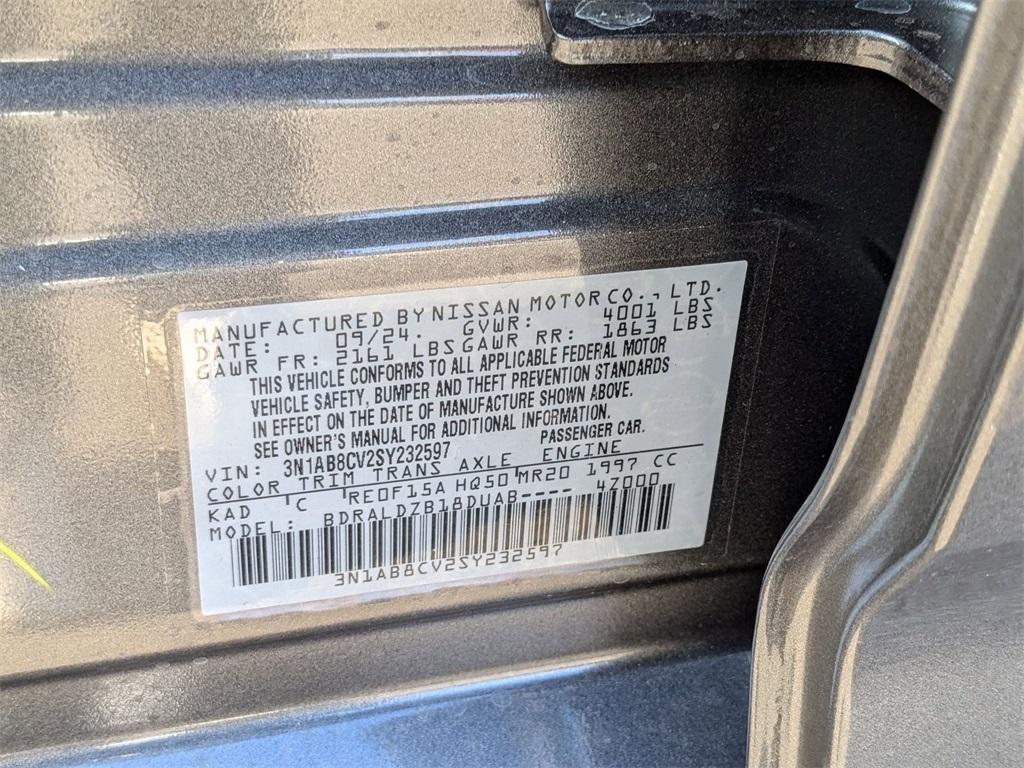 MANUFACTURED BY NISSAN MOTOR CO., LTD.
DATE: 09/24. GVWR: 4001 LBS
GAWR FR: 2161 LBS GAWR RR: 1863 LBS
THIS VEHICLE CONFORMS TO ALL APPLICABLE FEDERAL MOTOR
VEHICLE SAFETY, BUMPER AND THEFT PREVENTION STANDARDS
IN EFFECT ON THE DATE OF MANUFACTURE SHOWN ABOVE.
SEE OWNER'S MANUAL FOR ADDITIONAL INFORMATION.
VIN: 3N1AB8CV2SY232597 PASSENGER CAR.
COLOR TRIM TRANS AXLE ENGINE
KAD C RE0F15A HQ50 MR20 1997 CC
MODEL: BDRALDZB18DUAB---- 4Z000
3N1AB8CV2SY232597